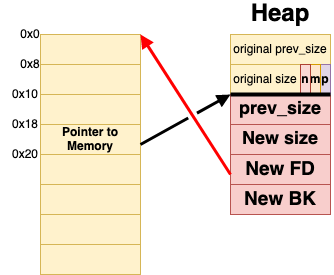 Heap
0x0
original prev_size
0x8
original size n m p
0x10
prev_size
0x18
Pointer to
Memory
New size
0x20
New FD
New BK